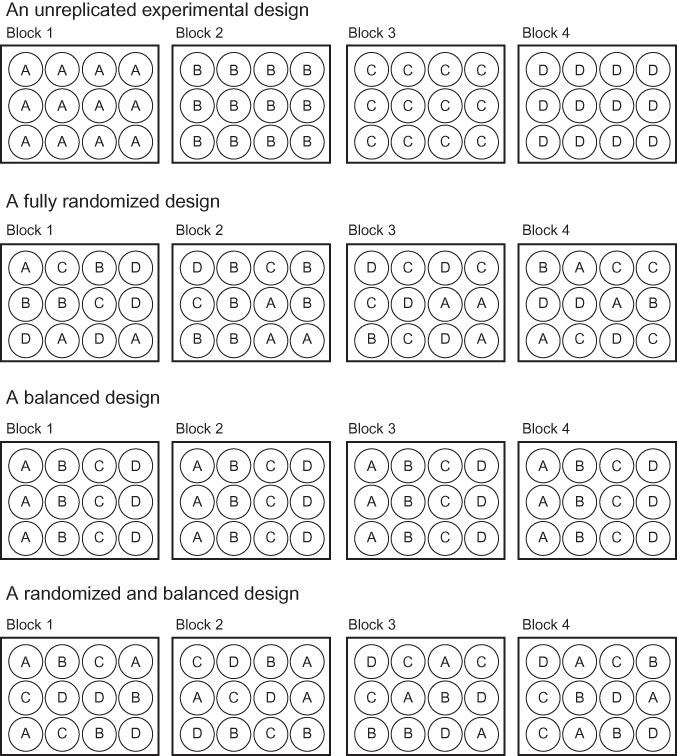 An unreplicated experimental design
Block 1 Block 2 Block 3 Block 4
A A A A B B B B C C C C D D D D
A A A A B B B B C C C C D D D D
A A A A B B B B C C C C D D D D
A fully randomized design
Block 1 Block 2 Block 3 Block 4
A C B D D B C B D C D C B A C C
B B C D C B A B C D A A D D A B
D A D A B B A A B C D A A C D C
A balanced design
Block 1 Block 2 Block 3 Block 4
A B C D A B C D A B C D A B C D
A B C D A B C D A B C D A B C D
A B C D A B C D A B C D A B C D
A randomized and balanced design
Block 1 Block 2 Block 3 Block 4
A B C A C D B A D C A C D A C B
C D D B A C D A C A B D C B D A
A C B D D B C B B B D A C A B D